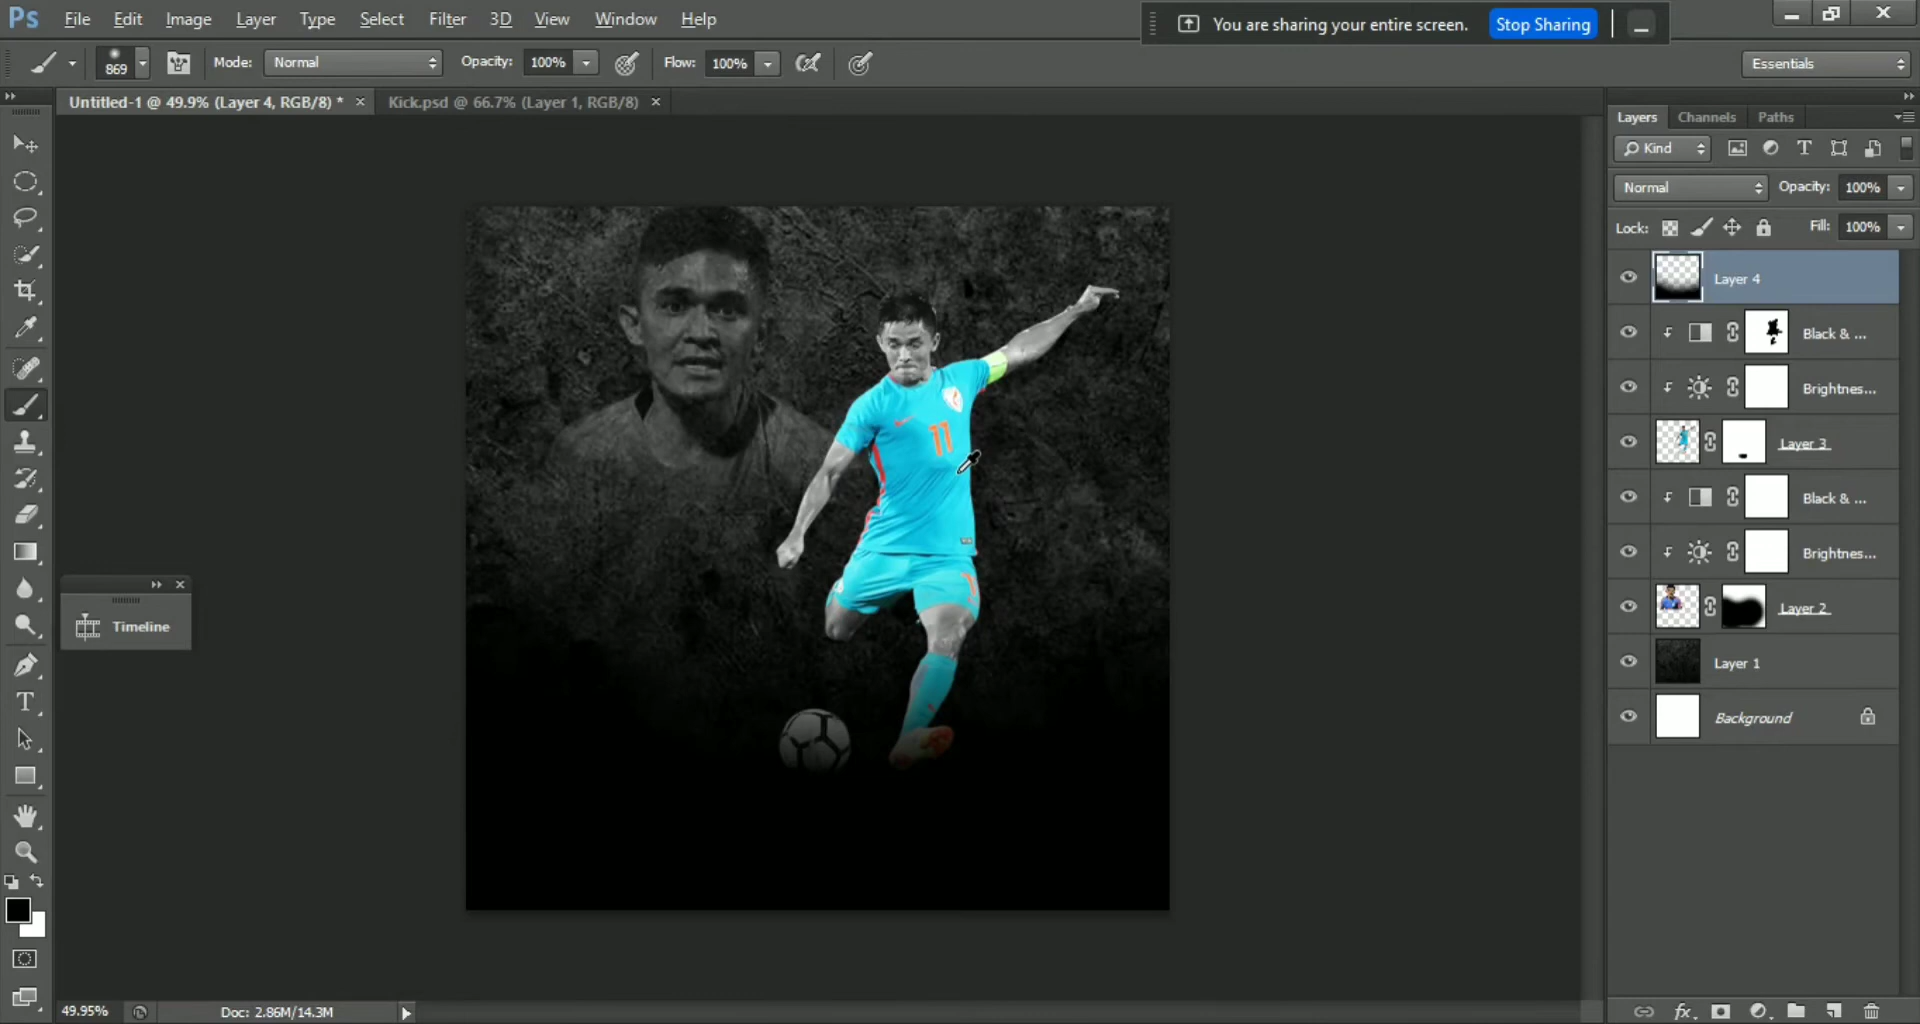 Ps File Edit Image Layer Type Select Filter 3D View Window Help
You are sharing your entire screen. Stop Sharing
869 Mode: Normal Opacity: 100% Flow: 100% Essentials
Untitled-1 @ 49.9% (Layer 4, RGB/8) * × Kick.psd @ 66.7% (Layer 1, RGB/8) ×
Layers Channels Paths
Kind
Normal Opacity: 100%
Lock: Fill: 100%
Layer 4
Black & ...
Brightnes...
Layer 3
Black & ...
Brightnes...
Layer 2
Layer 1
Background
11
Timeline
49.95% Doc: 2.86M/14.3M